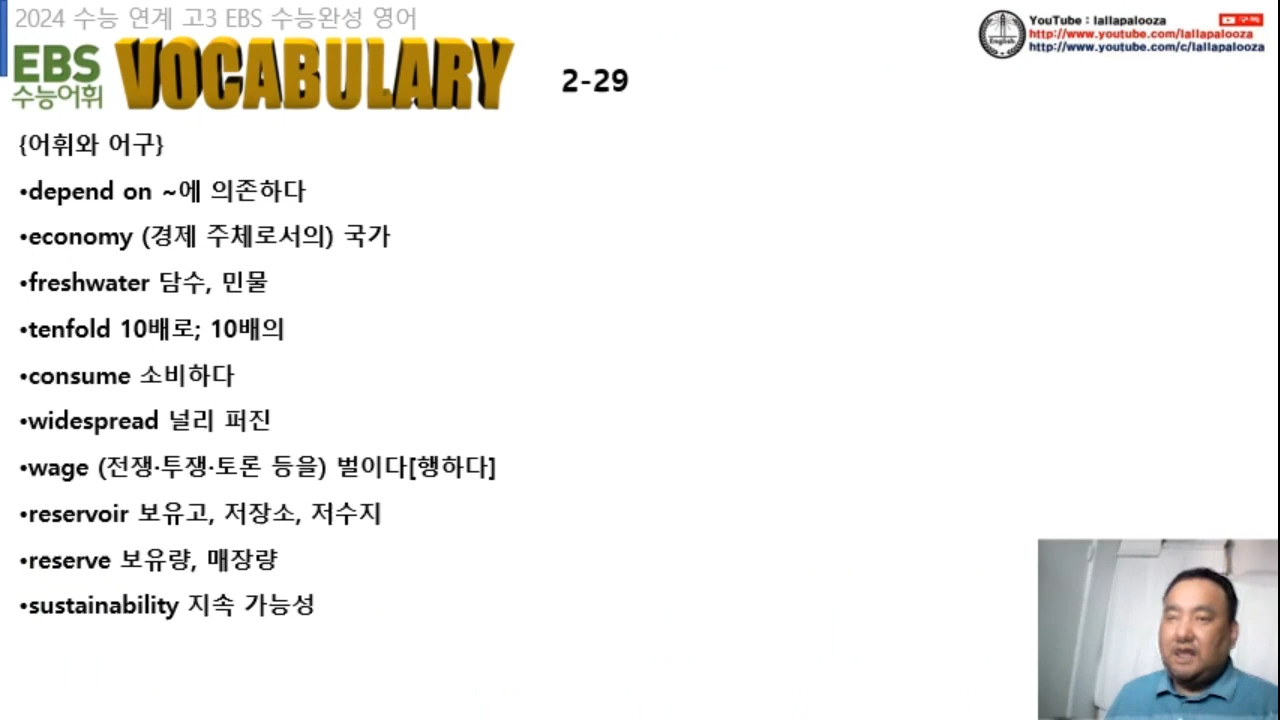 2024 수능 연계 고3 EBS 수능완성 영어
EBS
수능어휘
VOCABULARY
2-29
YouTube : lallapalooza
구독
http://www.youtube.com/lallapalooza
http://www.youtube.com/c/lallapalooza
English
{어휘와 어구}
•depend on ~에 의존하다
•economy (경제 주체로서의) 국가
•freshwater 담수, 민물
•tenfold 10배로; 10배의
•consume 소비하다
•widespread 널리 퍼진
•wage (전쟁·투쟁·토론 등을) 벌이다[행하다]
•reservoir 보유고, 저장소, 저수지
•reserve 보유량, 매장량
•sustainability 지속 가능성